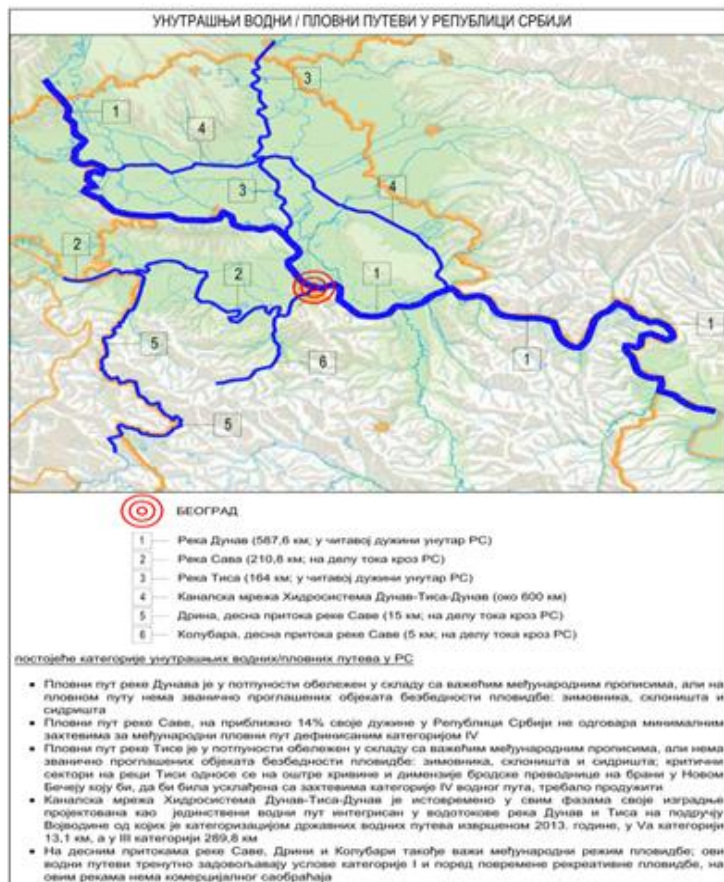 УНУТРАШЊИ ВОДНИ / ПЛОВНИ ПУТЕВИ У РЕПУБЛИЦИ СРБИЈИ
3
1
4
3
4
2
2
1
1
5
6
1
5
БЕОГРАД
1 Река Дунав (587,6 км; у читавој дужини унутар РС)
2 Река Сава (210,8 км; на делу тока кроз РС)
3 Река Тиса (164 км; у читавој дужини унутар РС)
4 Каналска мрежа Хидросистема Дунав-Тиса-Дунав (око 600 км)
5 Дрина, десна притока реке Саве (15 км; на делу тока кроз РС)
6 Колубара, десна притока реке Саве (5 км; на делу тока кроз РС)
постојеће категорије унутрашњих водних/пловних путева у РС
• Пловни пут реке Дунава је у потпуности обележен у складу са важећим међународним прописима, али на
пловном путу нема званично проглашених објеката безбедности пловидбе: зимовника, склоништа и
сидришта
• Пловни пут реке Саве, на приближно 14% своје дужине у Републици Србији не одговара минималним
захтевима за међународни пловни пут дефинисаним категоријом IV
• Пловни пут реке Тисе је у потпуности обележен у складу са важећим међународним прописима, али нема
званично проглашених објеката безбедности пловидбе: зимовника, склоништа и сидришта; критични
сектори на реци Тиси односе се на оштре кривине и димензије бродске преводнице на брани у Новом
Бечеју коју би, да би била усклађена са захтевима категорије IV водног пута, требало продужити
• Каналска мрежа Хидросистема Дунав-Тиса-Дунав је истовремено у свим фазама своје изградње
пројектована као јединствени водни пут интегрисан у водотокове река Дунав и Тиса на подручју
Војводине од којих је категоризацијом државних водних путева извршеном 2013. године, у Va категорији
13,1 км, а у III категорији 289,8 км
• На десним притокама реке Саве, Дрини и Колубари такође важи међународни режим пловидбе; ови
водни путеви тренутно задовољавају услове категорије I и поред повремене рекреативне пловидбе, на
овим рекама нема комерцијалног саобраћаја